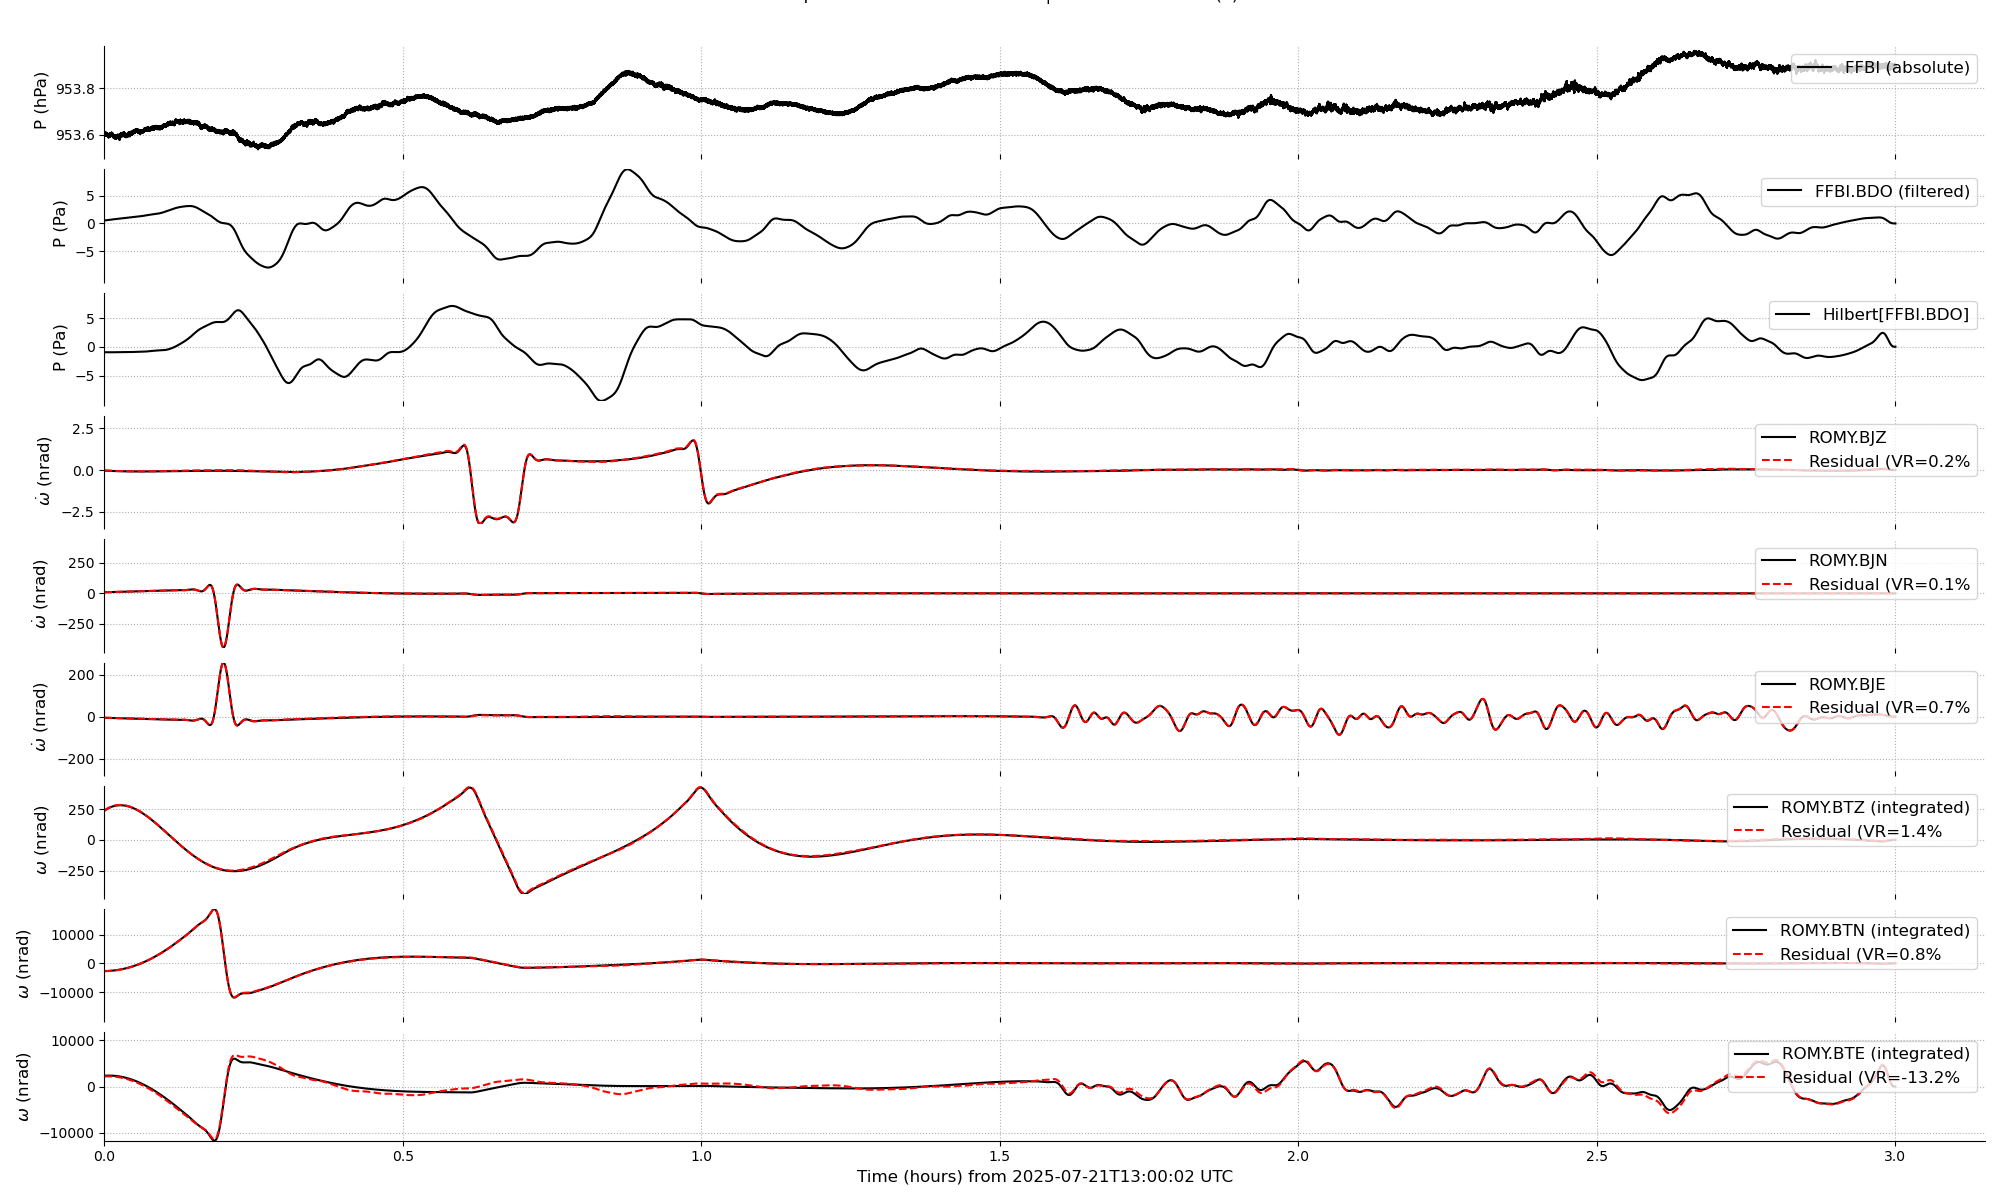 P (hPa)
953.8
953.6
FFBI (absolute)
P (Pa)
5
0
−5
FFBI.BDO (filtered)
P (Pa)
5
0
−5
Hilbert[FFBI.BDO]
ω̇ (nrad)
2.5
0.0
−2.5
ROMY.BJZ
Residual (VR=0.2%
ω̇ (nrad)
250
0
−250
ROMY.BJN
Residual (VR=0.1%
ω̇ (nrad)
200
0
−200
ROMY.BJE
Residual (VR=0.7%
ω (nrad)
250
0
−250
ROMY.BTZ (integrated)
Residual (VR=1.4%
ω (nrad)
10000
0
−10000
ROMY.BTN (integrated)
Residual (VR=0.8%
ω (nrad)
10000
0
−10000
ROMY.BTE (integrated)
Residual (VR=-13.2%
0.0 0.5 1.0 1.5 2.0 2.5 3.0
Time (hours) from 2025-07-21T13:00:02 UTC